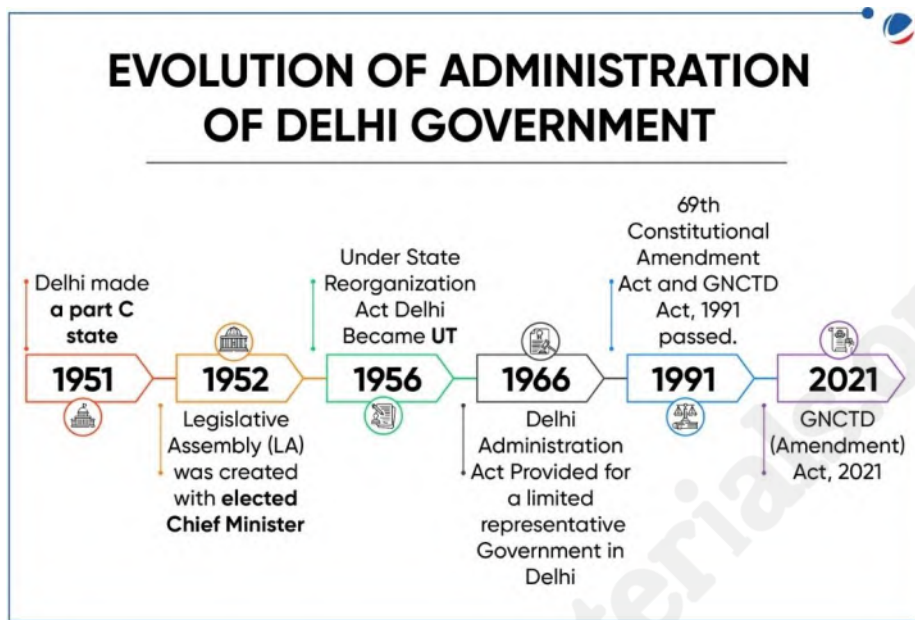 EVOLUTION OF ADMINISTRATION
OF DELHI GOVERNMENT
Delhi made
a part C
state
1951
1952
Legislative
Assembly (LA)
was created
with elected
Chief Minister
Under State
Reorganization
Act Delhi
Became UT
1956
1966
Delhi
Administration
Act Provided for
a limited
representative
Government in
Delhi
69th
Constitutional
Amendment
Act and GNCTD
Act, 1991
passed.
1991
2021
GNCTD
(Amendment)
Act, 2021